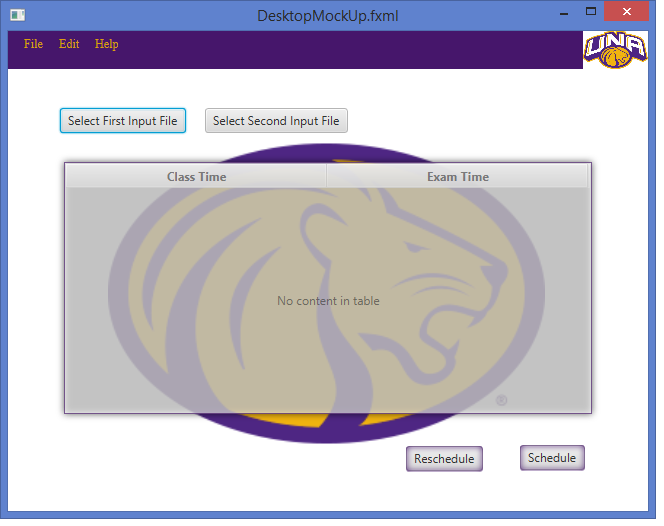 DesktopMockUp.fxml
File Edit Help
UNA
Select First Input File Select Second Input File
Class Time Exam Time
No content in table
®
Reschedule Schedule